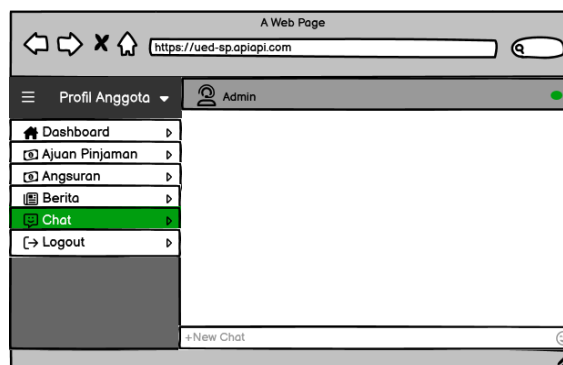 A Web Page
https://ued-sp.apiapi.com
Profil Anggota
Admin
Dashboard
Ajuan Pinjaman
Angsuran
Berita
Chat
Logout
+New Chat